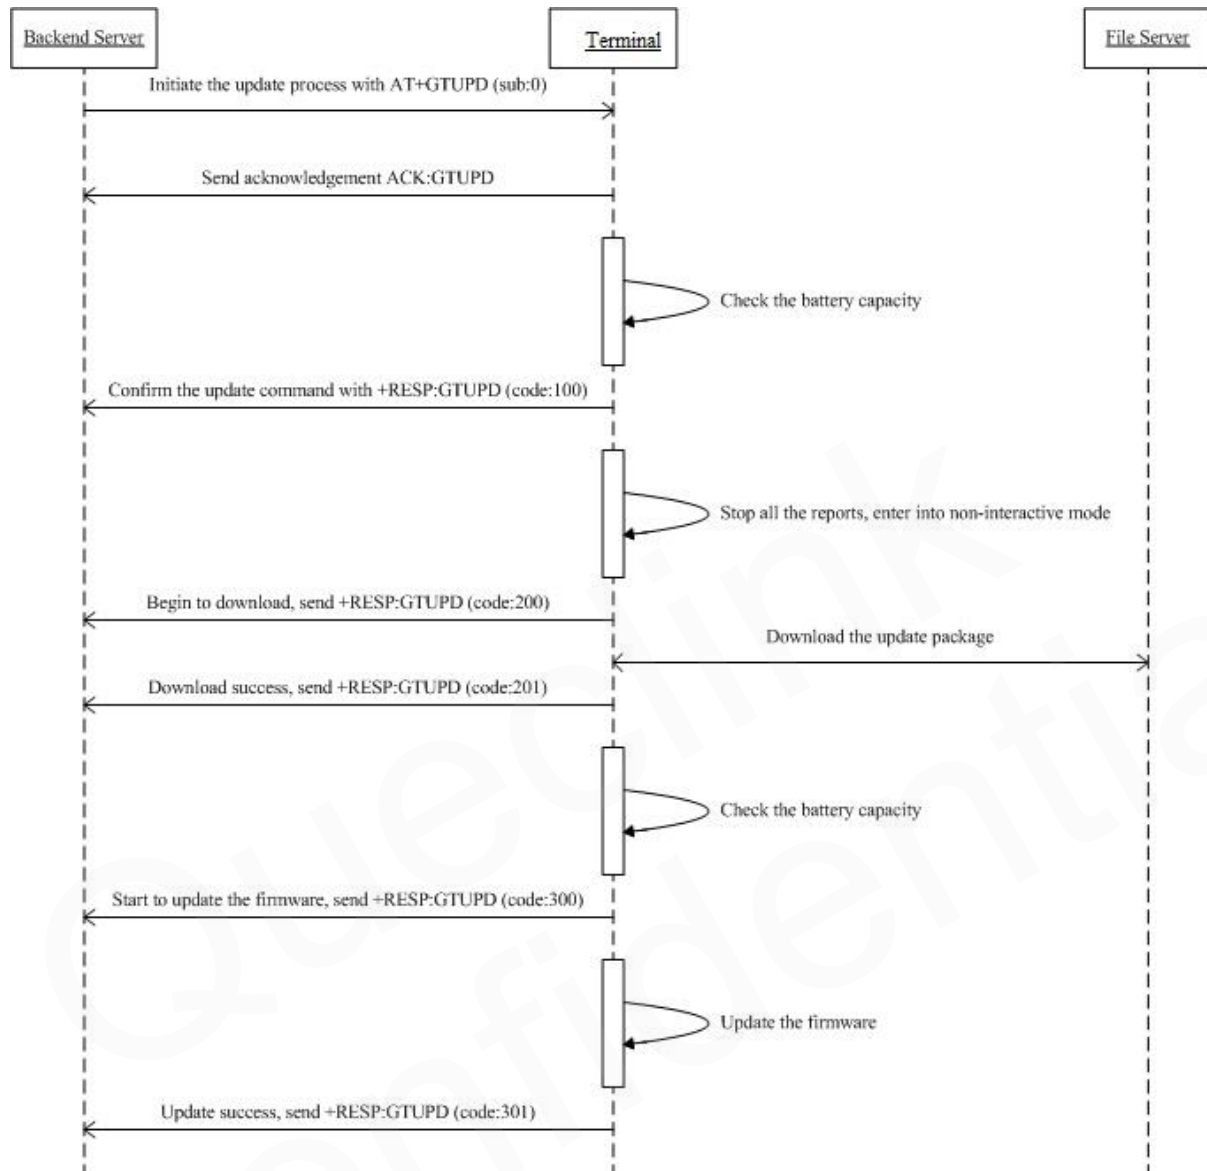 Backend Server
Terminal
File Server
Initiate the update process with AT+GTUPD (sub:0)
Send acknowledgement ACK:GTUPD
Check the battery capacity
Confirm the update command with +RESP:GTUPD (code:100)
Stop all the reports, enter into non-interactive mode
Begin to download, send +RESP:GTUPD (code:200)
Download the update package
Download success, send +RESP:GTUPD (code:201)
Check the battery capacity
Start to update the firmware, send +RESP:GTUPD (code:300)
Update the firmware
Update success, send +RESP:GTUPD (code:301)
Queclink
onfidentia